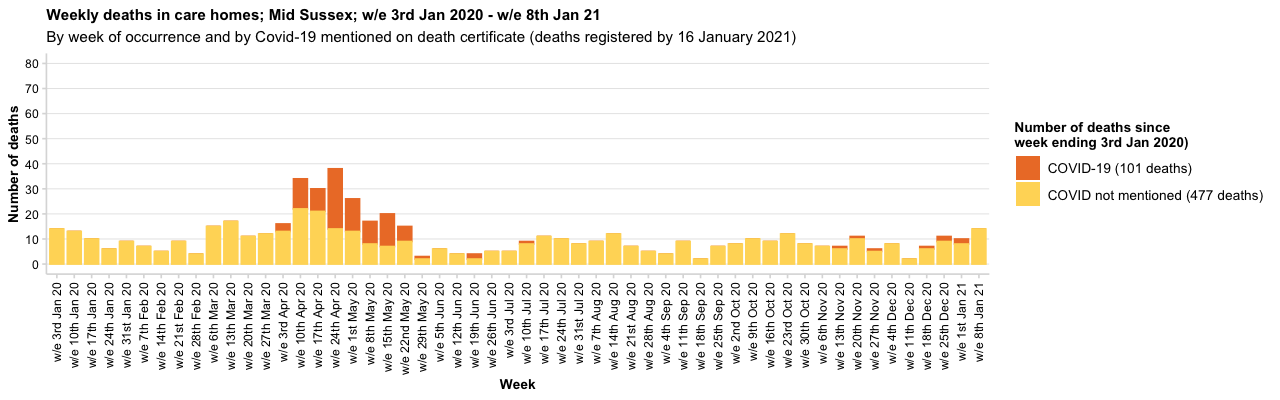 Weekly deaths in care homes; Mid Sussex; w/e 3rd Jan 2020 - w/e 8th Jan 21
By week of occurrence and by Covid-19 mentioned on death certificate (deaths registered by 16 January 2021)
Number of deaths
80
70
60
50
40
30
20
10
0
w/e 3rd Jan 20
w/e 10th Jan 20
w/e 17th Jan 20
w/e 24th Jan 20
w/e 31st Jan 20
w/e 7th Feb 20
w/e 14th Feb 20
w/e 21st Feb 20
w/e 28th Feb 20
w/e 6th Mar 20
w/e 13th Mar 20
w/e 20th Mar 20
w/e 27th Mar 20
w/e 3rd Apr 20
w/e 10th Apr 20
w/e 17th Apr 20
w/e 24th Apr 20
w/e 1st May 20
w/e 8th May 20
w/e 15th May 20
w/e 22nd May 20
w/e 29th May 20
w/e 5th Jun 20
w/e 12th Jun 20
w/e 19th Jun 20
w/e 26th Jun 20
w/e 3rd Jul 20
w/e 10th Jul 20
w/e 17th Jul 20
w/e 24th Jul 20
w/e 31st Jul 20
w/e 7th Aug 20
w/e 14th Aug 20
w/e 21st Aug 20
w/e 28th Aug 20
w/e 4th Sep 20
w/e 11th Sep 20
w/e 18th Sep 20
w/e 25th Sep 20
w/e 2nd Oct 20
w/e 9th Oct 20
w/e 16th Oct 20
w/e 23rd Oct 20
w/e 30th Oct 20
w/e 6th Nov 20
w/e 13th Nov 20
w/e 20th Nov 20
w/e 27th Nov 20
w/e 4th Dec 20
w/e 11th Dec 20
w/e 18th Dec 20
w/e 25th Dec 20
w/e 1st Jan 21
w/e 8th Jan 21
Week
Number of deaths since
week ending 3rd Jan 2020)
COVID-19 (101 deaths)
COVID not mentioned (477 deaths)